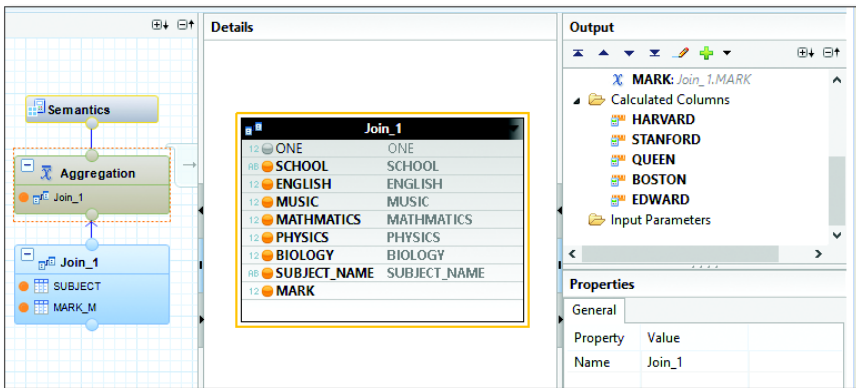 Semantics
Aggregation
Join_1
Join_1
SUBJECT
MARK_M
Details
Join_1
12 ONE ONE
AB SCHOOL SCHOOL
12 ENGLISH ENGLISH
12 MUSIC MUSIC
12 MATHMATICS MATHMATICS
12 PHYSICS PHYSICS
12 BIOLOGY BIOLOGY
AB SUBJECT_NAME SUBJECT_NAME
12 MARK
Output
MARK: Join_1.MARK
Calculated Columns
HARVARD
STANFORD
QUEEN
BOSTON
EDWARD
Input Parameters
Properties
General
Property Value
Name Join_1